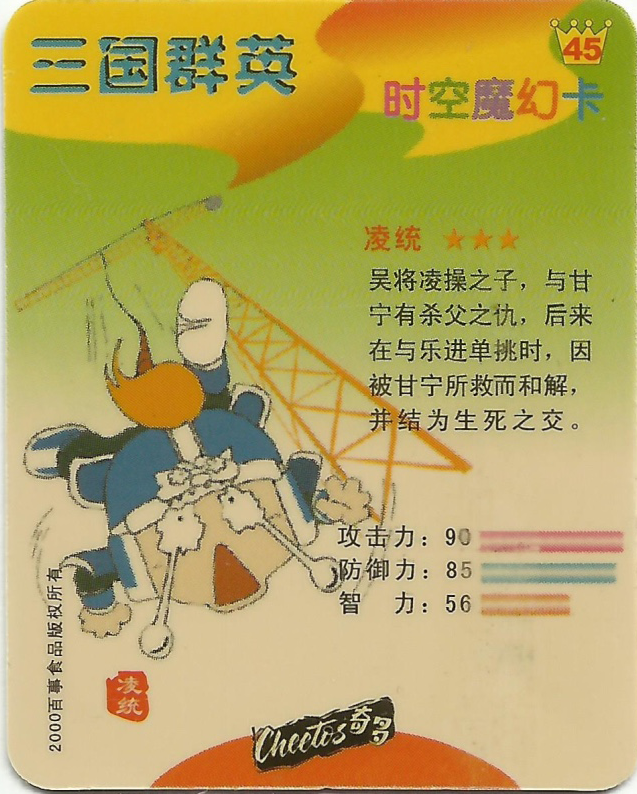 三国群英
45
时空魔幻卡
凌统 ★★★
吴将凌操之子，与甘
宁有杀父之仇，后来
在与乐进单挑时，因
被甘宁所救而和解，
并结为生死之交。
攻击力：90
防御力：85
智　力：56
2000百事食品版权所有
凌统
Cheetos奇多